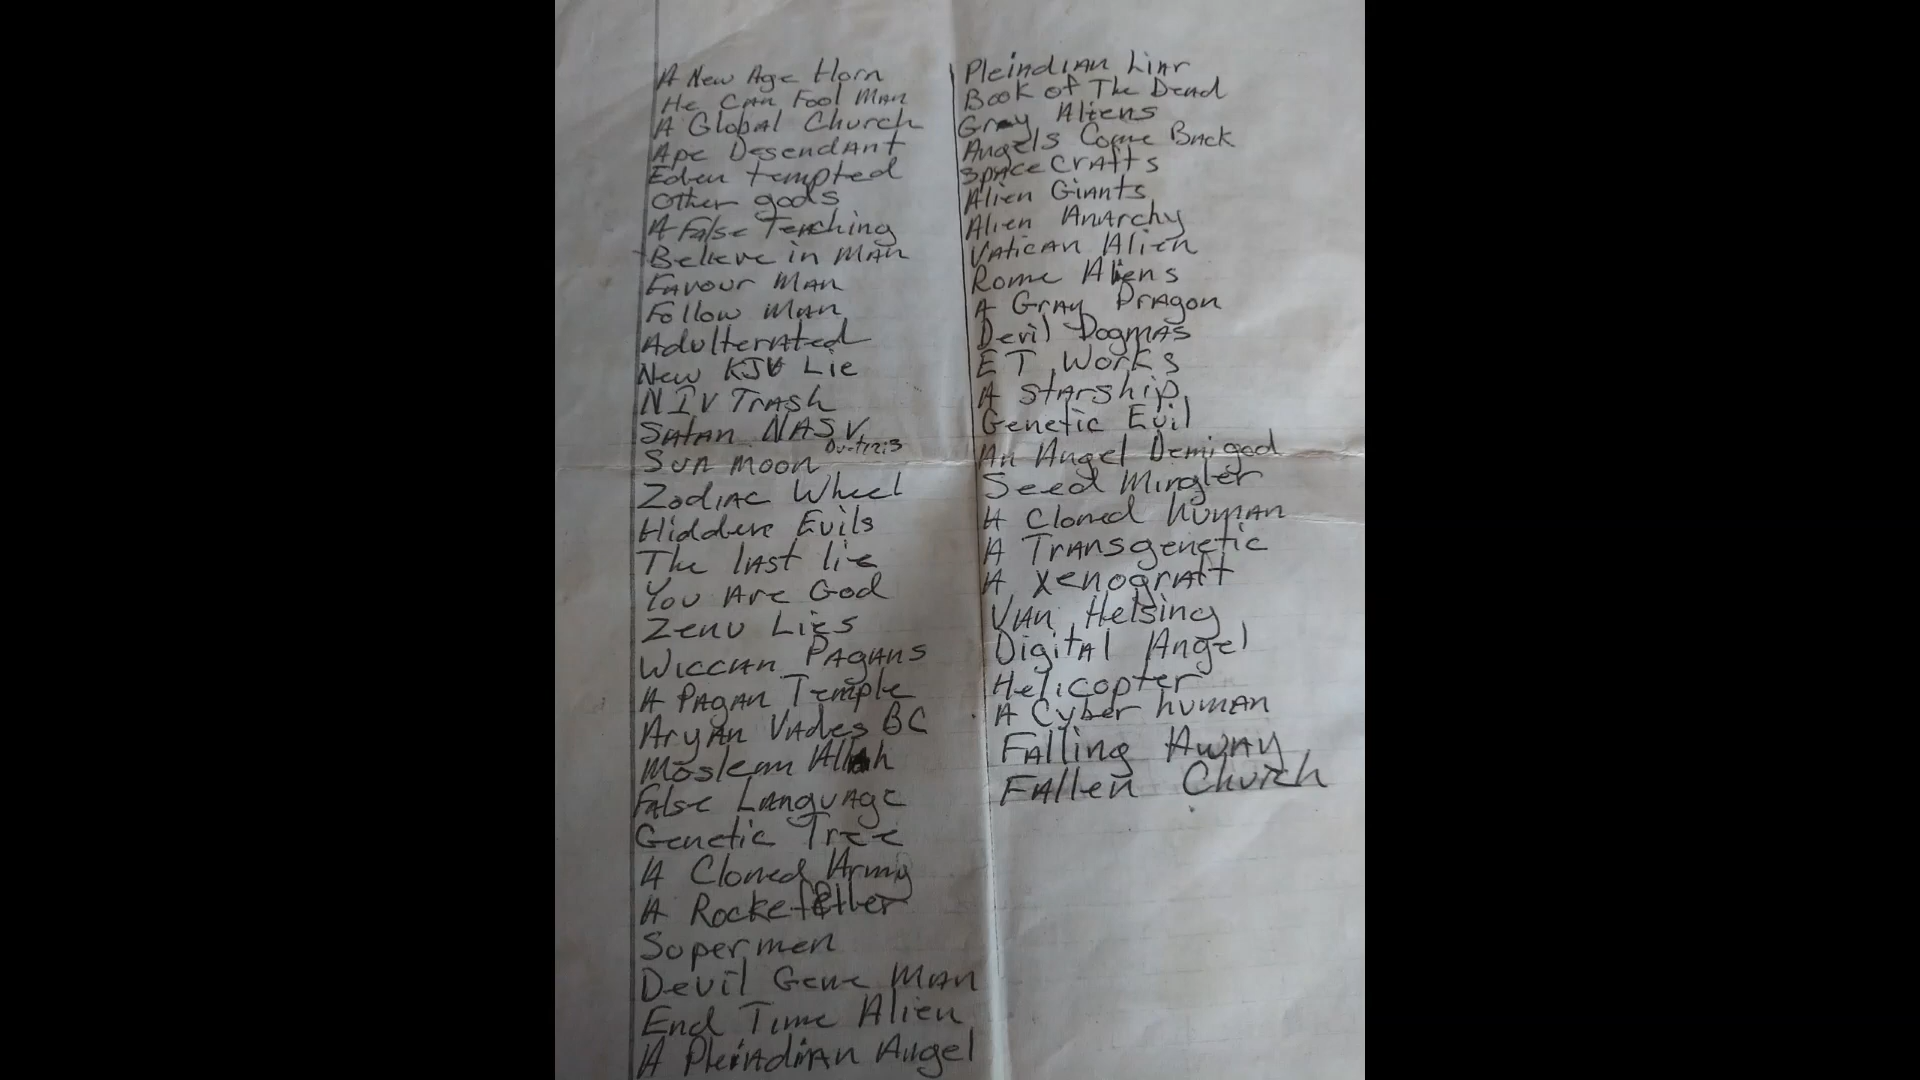 A New Age Horn
He Can Fool Man
A Global Church
Ape Desendant
Eden tempted
Other gods
A False Teaching
Believe in Man
Favour Man
Follow Man
Adulterated
New KJV Lie
NIV Trash
Satan NASV
Sun Moon
Zodiac Wheel
Hidden Evils
The last lie
You Are God
Zenu Lies
Wiccan Pagans
A Pagan Temple
Aryan Vades BC
Moslem Allah
False Language
Genetic Tree
A Cloned Army
A Rockefeller
Supermen
Devil Gene Man
End Time Alien
A Pleiadian Angel
Pleindian Liar
Book of The Dead
Gray Aliens
Angels Come Back
Space crafts
Alien Giants
Alien Anarchy
Vatican Alien
Rome Aliens
A Gray Dragon
Devil Dogmas
ET Works
A starship
Genetic Evil
An Angel Demigod
Seed Mingler
A Cloned human
A Transgenetic
A xenograft
Van Helsing
Digital Angel
Helicopter
A Cyber human
Falling Away
Fallen Church